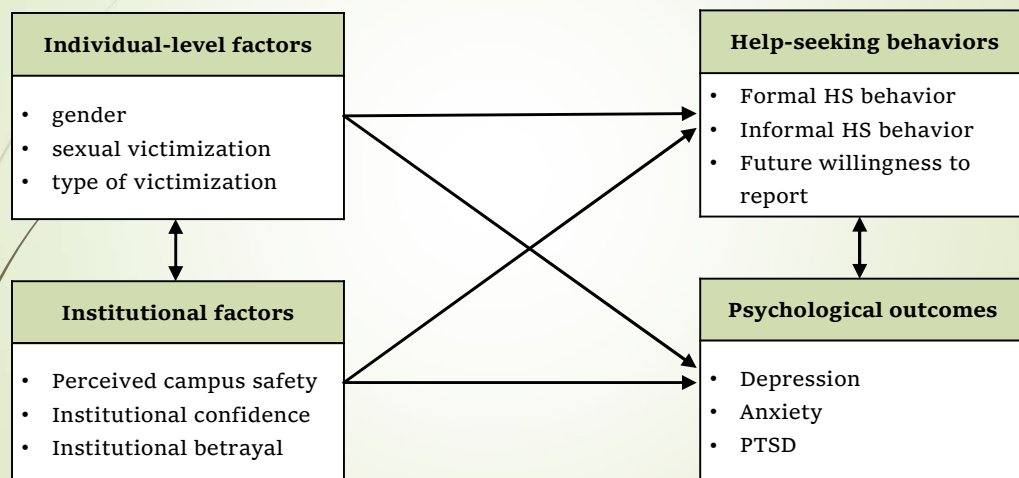 Individual-level factors
• gender
• sexual victimization
• type of victimization
Help-seeking behaviors
• Formal HS behavior
• Informal HS behavior
• Future willingness to
report
Institutional factors
• Perceived campus safety
• Institutional confidence
• Institutional betrayal
Psychological outcomes
• Depression
• Anxiety
• PTSD